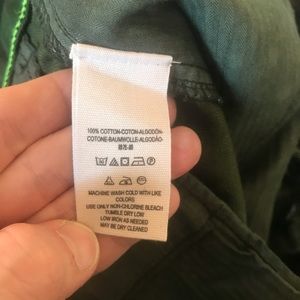 100% COTTON-COTON-ALGODÓN-
COTONE-BAUMWOLLE-ALGODÃO-
MACHINE WASH COLD WITH LIKE
COLORS
USE ONLY NON-CHLORINE BLEACH
TUMBLE DRY LOW
LOW IRON AS NEEDED
MAY BE DRY CLEANED